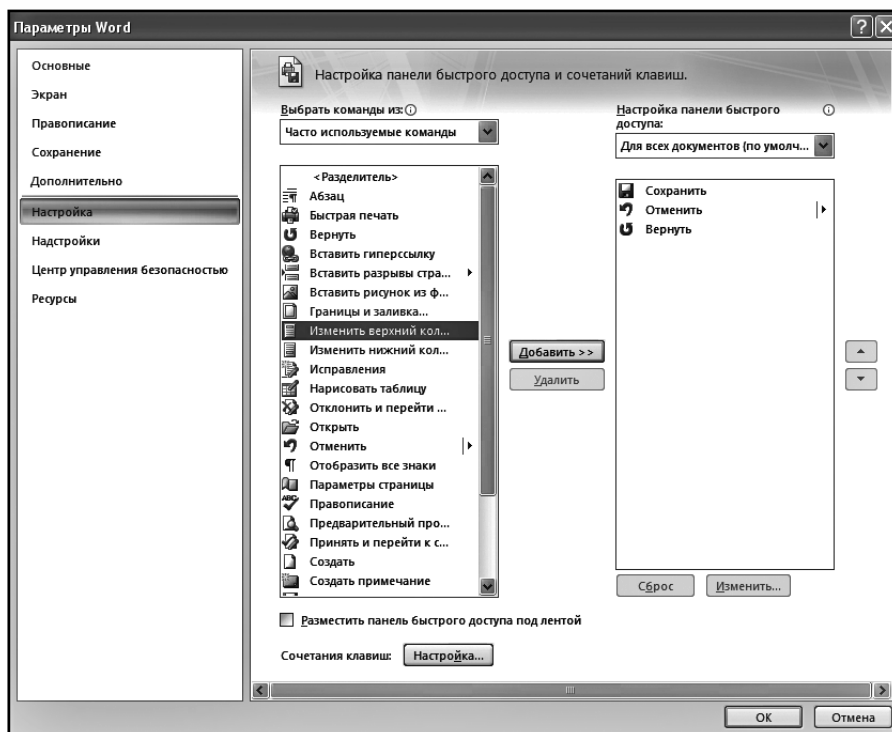 Параметры Word
Основные
Экран
Правописание
Сохранение
Дополнительно
Настройка
Надстройки
Центр управления безопасностью
Ресурсы
Настройка панели быстрого доступа и сочетаний клавиш.
Выбрать команды из:
Часто используемые команды
<Разделитель>
Абзац
Быстрая печать
Вернуть
Вставить гиперссылку
Вставить разрывы стра...
Вставить рисунок из ф...
Границы и заливка...
Изменить верхний кол...
Изменить нижний кол...
Исправления
Нарисовать таблицу
Отклонить и перейти ...
Открыть
Отменить
Отобразить все знаки
Параметры страницы
Правописание
Предварительный про...
Принять и перейти к с...
Создать
Создать примечание
Добавить >>
Удалить
Настройка панели быстрого
доступа:
Для всех документов (по умолч...
Сохранить
Отменить
Вернуть
Сброс
Изменить...
Разместить панель быстрого доступа под лентой
Сочетания клавиш:
Настройка...
ОК
Отмена